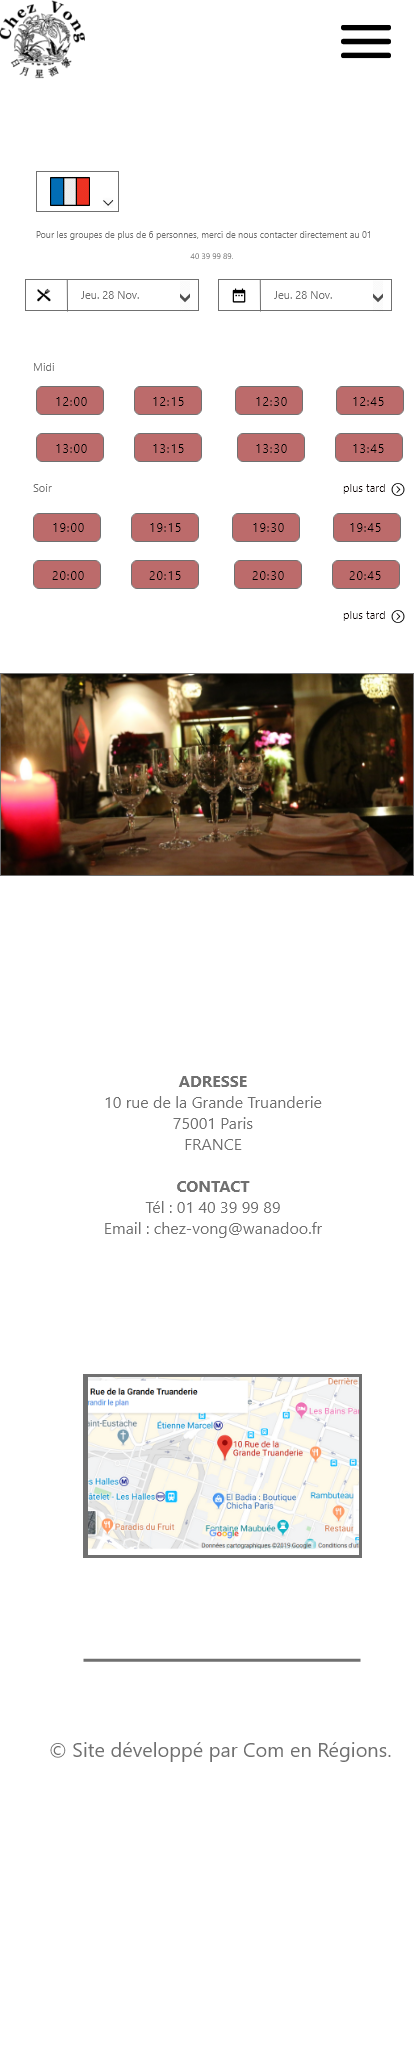 Chez Vong
日月星酒家
Pour les groupes de plus de 6 personnes, merci de nous contacter directement au 01
40 39 99 89.
Jeu. 28 Nov. Jeu. 28 Nov.
Midi
12:00 12:15 12:30 12:45
13:00 13:15 13:30 13:45
Soir plus tard
19:00 19:15 19:30 19:45
20:00 20:15 20:30 20:45
plus tard
ADRESSE
10 rue de la Grande Truanderie
75001 Paris
FRANCE
CONTACT
Tél : 01 40 39 99 89
Email : chez-vong@wanadoo.fr
Derrière
Rue de la Grande Truanderie
randir le plan
Les Bains Pa
aint-Eustache
Étienne Marcel
10 Rue de la
Grande Truanderie
s Halles
Rambuteau
hâtelet - Les Halles
El Badia : Boutique
Chicha Paris
Paradis du Fruit
Fontaine Maubuée
Restaur
Google
Données cartographiques ©2019 Google Conditions d'ut
© Site développé par Com en Régions.